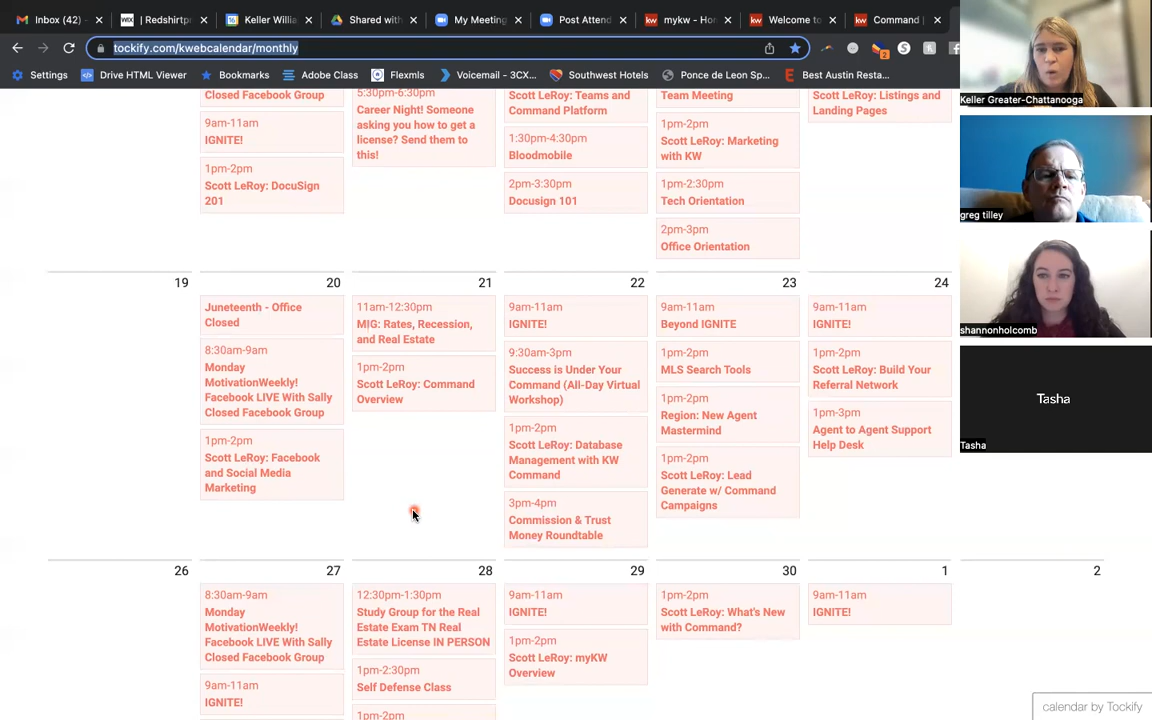 Inbox (42) -
WIX | Redshirtpr
16 Keller Willia
Shared with
My Meeting
Post Attend
kw mykw - Ho
kw Welcome to
kw Command |
tockify.com/kwebcalendar/monthly
Settings
Drive HTML Viewer
Bookmarks
Adobe Class
Flexmls
Voicemail - 3CX...
Southwest Hotels
Ponce de Leon Sp...
Best Austin Resta...
Closed Facebook Group
9am-11am
IGNITE!
1pm-2pm
Scott LeRoy: DocuSign
201
5:30pm-6:30pm
Career Night! Someone
asking you how to get a
license? Send them to
this!
Scott LeRoy: Teams and
Command Platform
1:30pm-4:30pm
Bloodmobile
2pm-3:30pm
Docusign 101
Team Meeting
1pm-2pm
Scott LeRoy: Marketing
with KW
1pm-2:30pm
Tech Orientation
2pm-3pm
Office Orientation
Scott LeRoy: Listings and
Landing Pages
19
20
Juneteenth - Office
Closed
8:30am-9am
Monday
MotivationWeekly!
Facebook LIVE With Sally
Closed Facebook Group
1pm-2pm
Scott LeRoy: Facebook
and Social Media
Marketing
21
11am-12:30pm
M|G: Rates, Recession,
and Real Estate
1pm-2pm
Scott LeRoy: Command
Overview
22
9am-11am
IGNITE!
9:30am-3pm
Success is Under Your
Command (All-Day Virtual
Workshop)
1pm-2pm
Scott LeRoy: Database
Management with KW
Command
3pm-4pm
Commission & Trust
Money Roundtable
23
9am-11am
Beyond IGNITE
1pm-2pm
MLS Search Tools
1pm-2pm
Region: New Agent
Mastermind
1pm-2pm
Scott LeRoy: Lead
Generate w/ Command
Campaigns
24
9am-11am
IGNITE!
1pm-2pm
Scott LeRoy: Build Your
Referral Network
1pm-3pm
Agent to Agent Support
Help Desk
26
27
8:30am-9am
Monday
MotivationWeekly!
Facebook LIVE With Sally
Closed Facebook Group
9am-11am
IGNITE!
28
12:30pm-1:30pm
Study Group for the Real
Estate Exam TN Real
Estate License IN PERSON
1pm-2:30pm
Self Defense Class
1pm-2pm
29
9am-11am
IGNITE!
1pm-2pm
Scott LeRoy: myKW
Overview
30
1pm-2pm
Scott LeRoy: What's New
with Command?
1
9am-11am
IGNITE!
2
calendar by Tockify
Keller Greater-Chattanooga
greg tilley
shannonholcomb
Tasha
Tasha